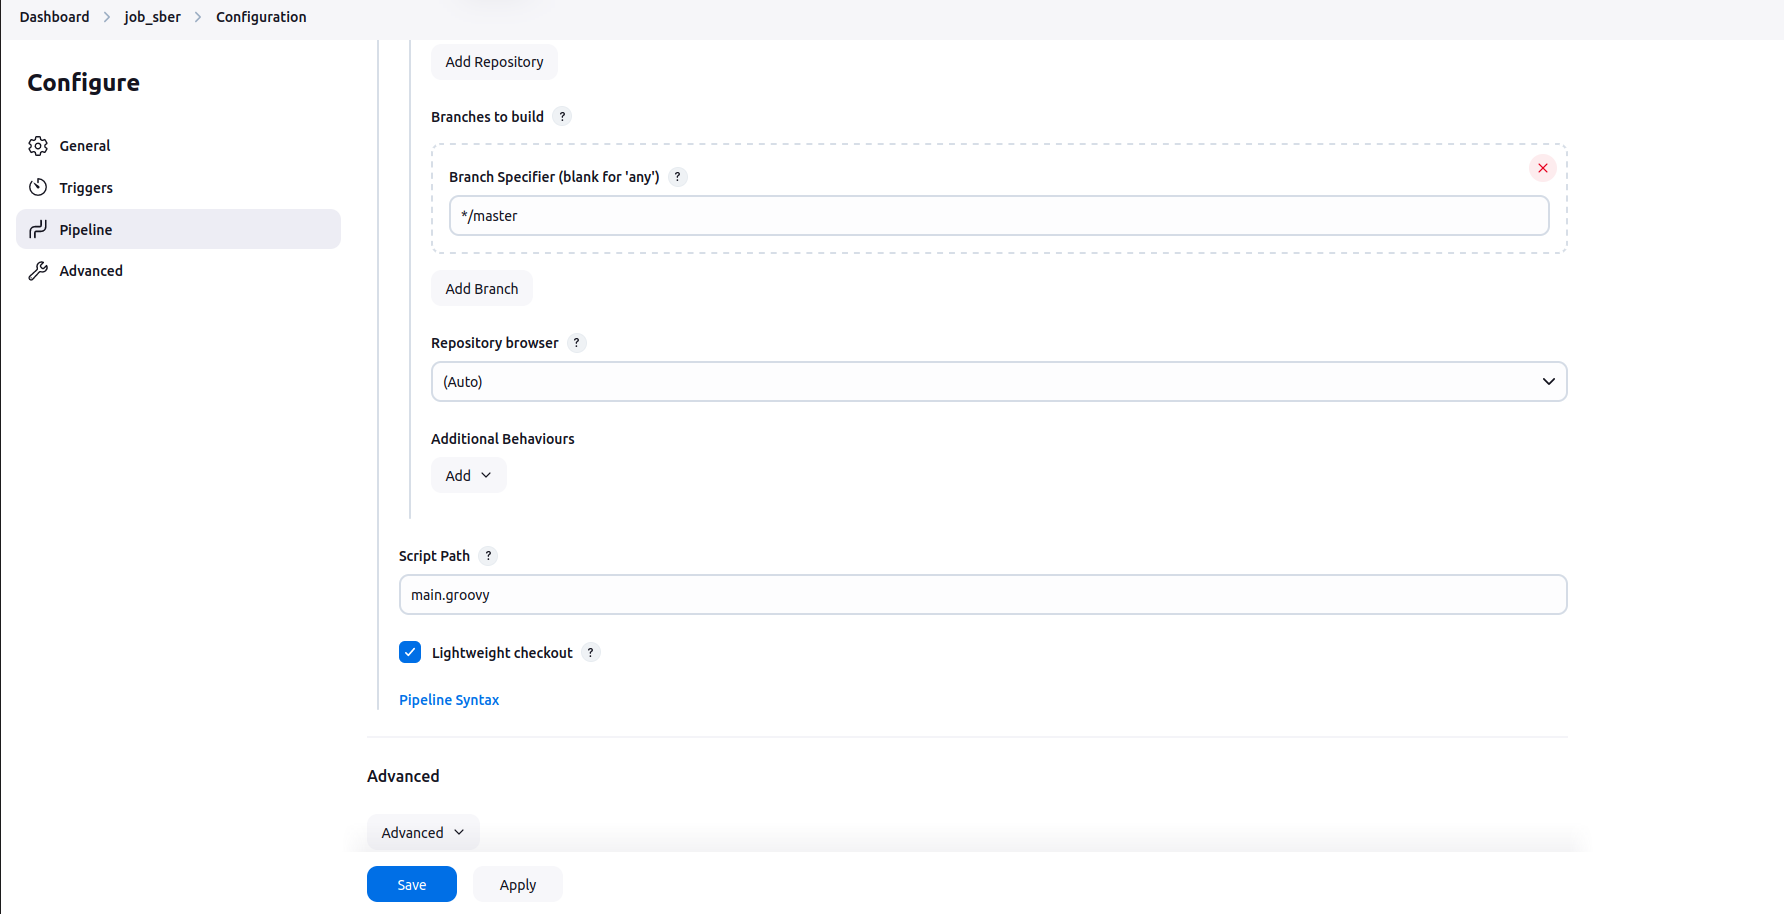 Dashboard > job_sber > Configuration
Configure
General
Triggers
Pipeline
Advanced
Add Repository
Branches to build ?
Branch Specifier (blank for 'any') ?
*/master
Add Branch
Repository browser ?
(Auto)
Additional Behaviours
Add
Script Path ?
main.groovy
Lightweight checkout ?
Pipeline Syntax
Advanced
Advanced
Save
Apply